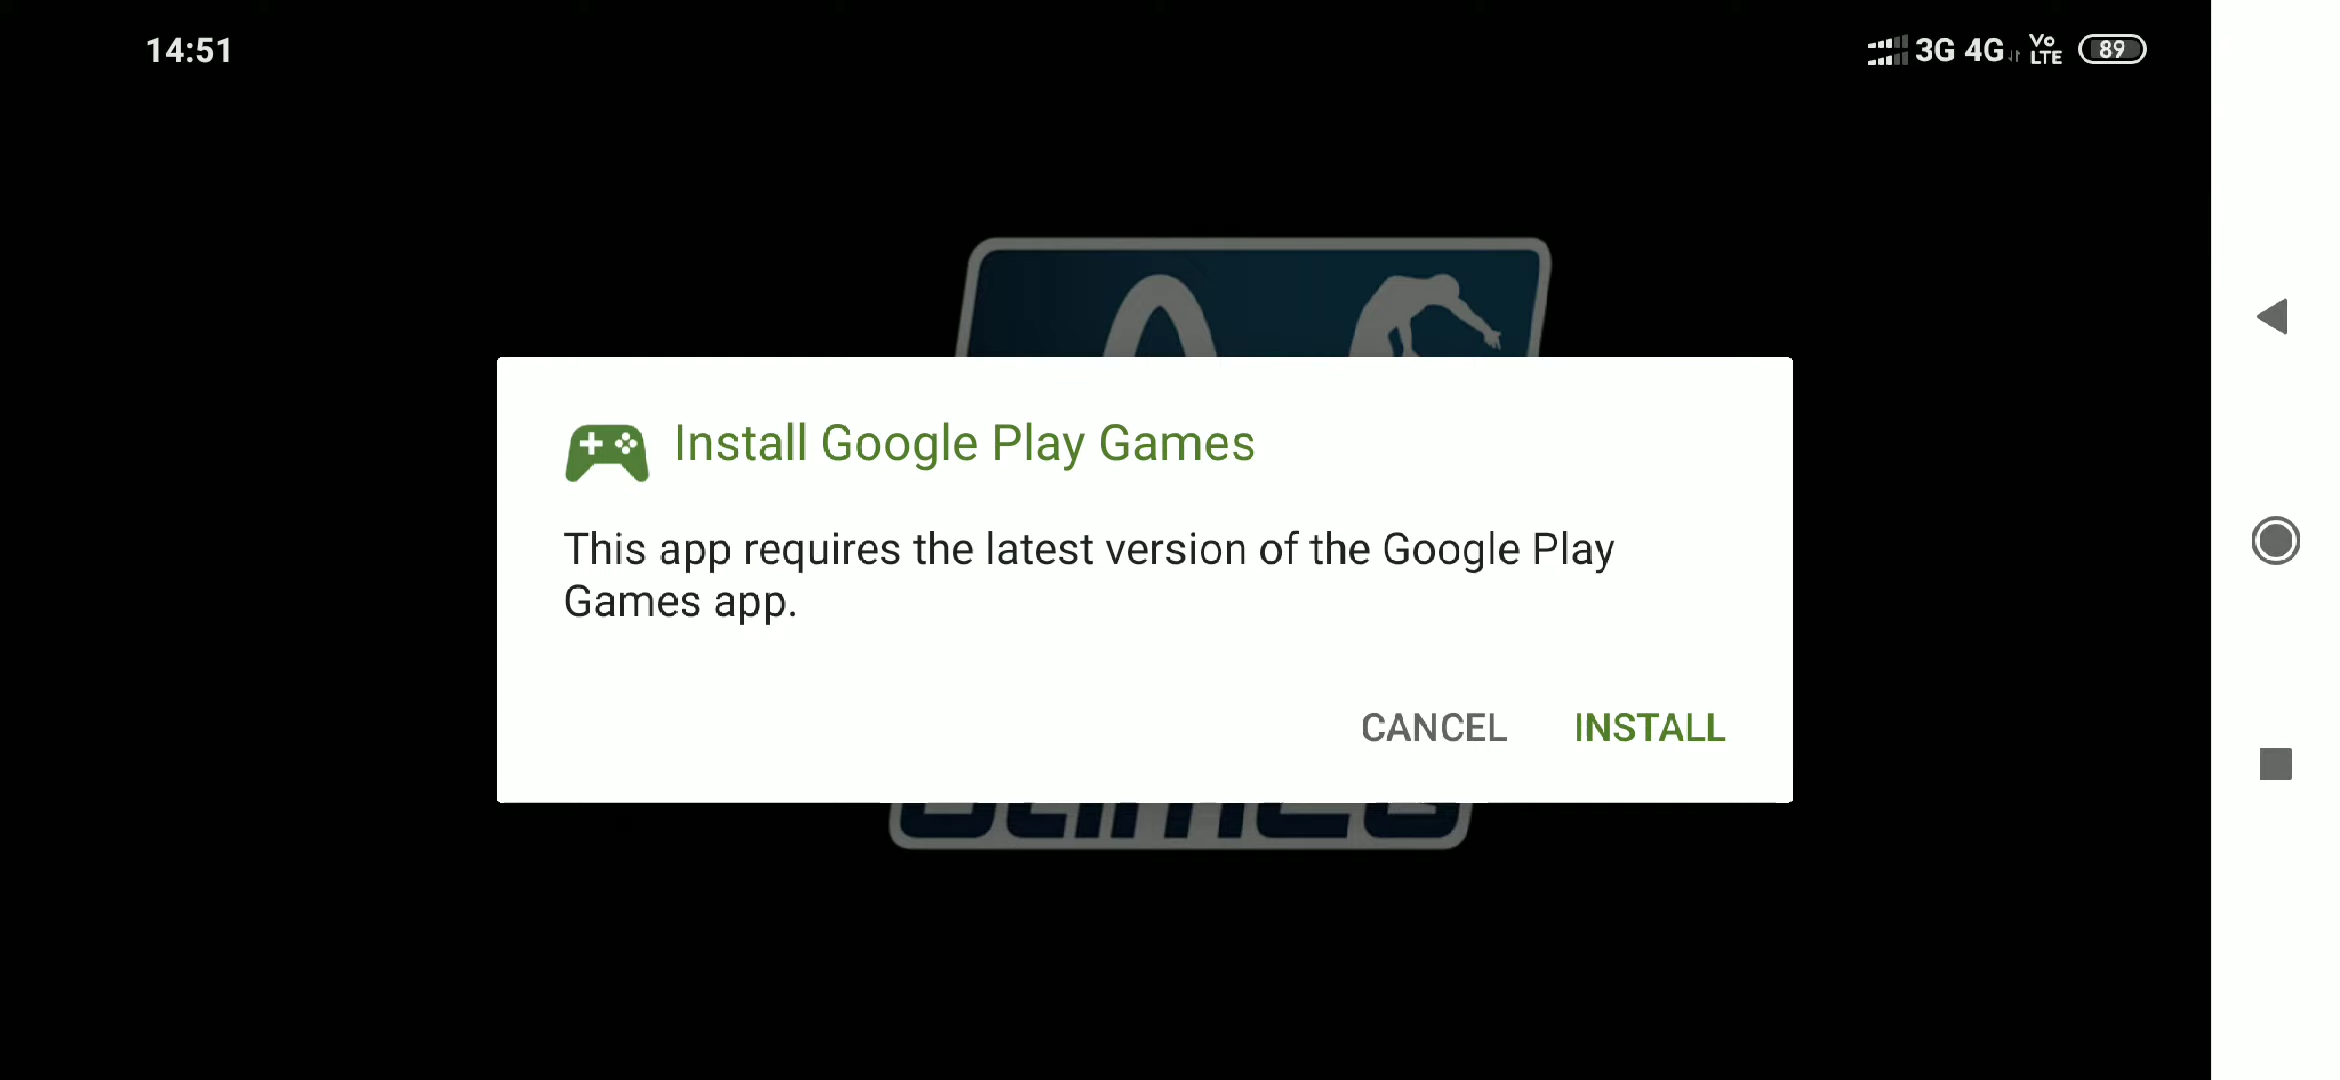 14:51
3G 4G Vo LTE 89
Install Google Play Games
This app requires the latest version of the Google Play
Games app.
CANCEL INSTALL